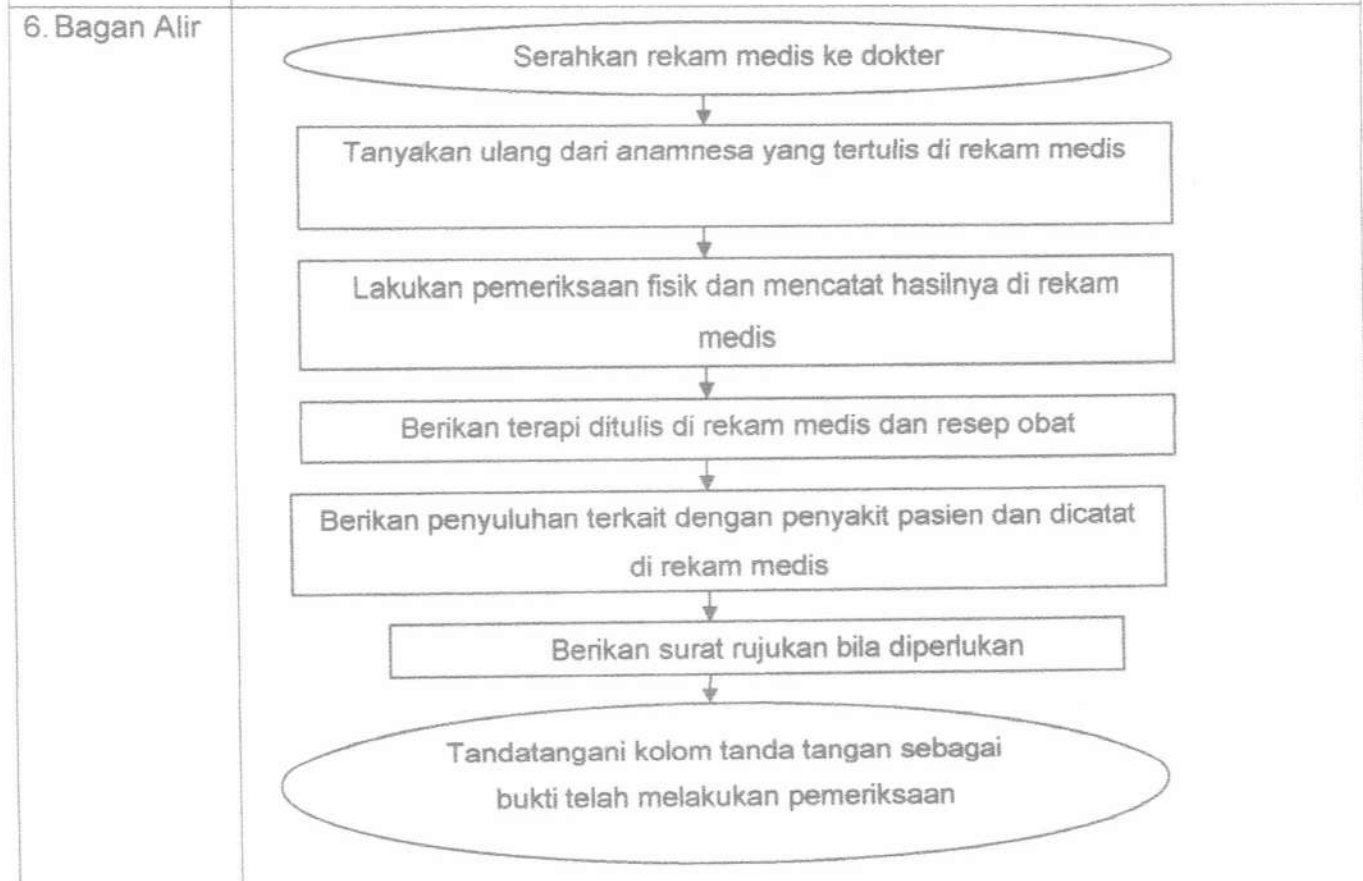 6. Bagan Alir
Serahkan rekam medis ke dokter
Tanyakan ulang dari anamnesa yang tertulis di rekam medis
Lakukan pemeriksaan fisik dan mencatat hasilnya di rekam
medis
Berikan terapi ditulis di rekam medis dan resep obat
Berikan penyuluhan terkait dengan penyakit pasien dan dicatat
di rekam medis
Berikan surat rujukan bila diperlukan
Tandatangani kolom tanda tangan sebagai
bukti telah melakukan pemeriksaan